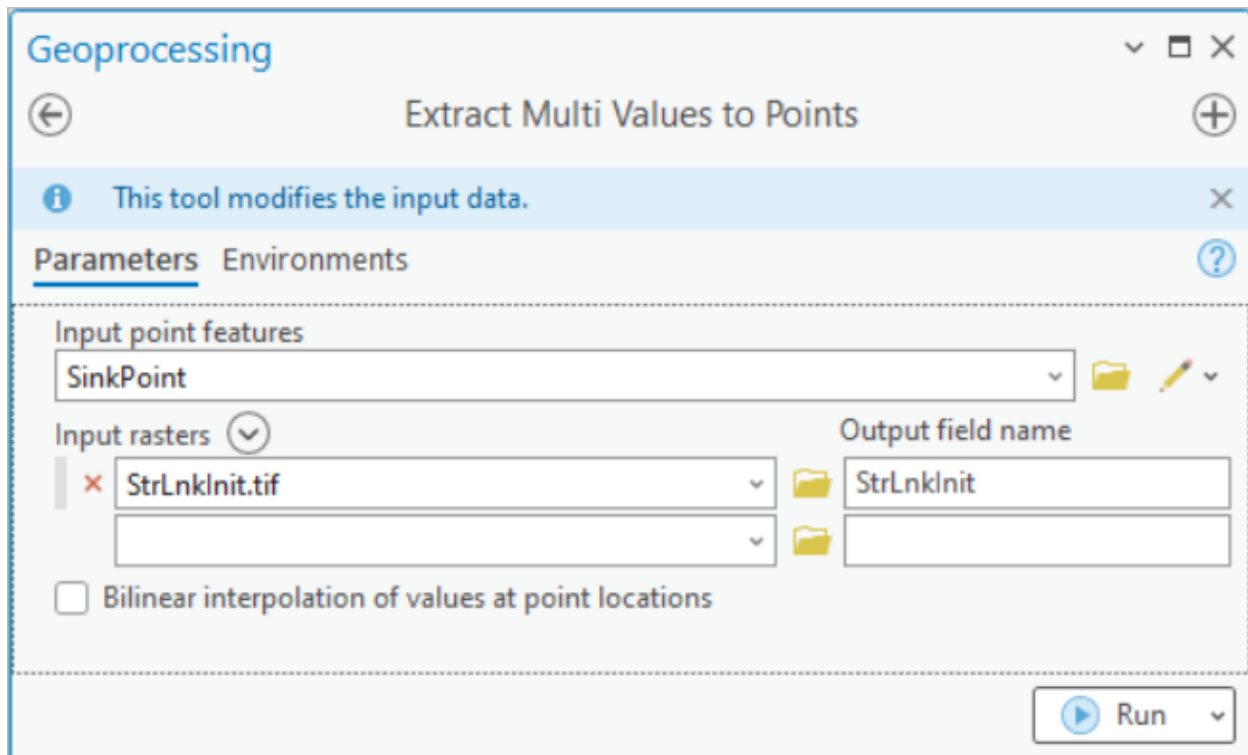 Geoprocessing
Extract Multi Values to Points
This tool modifies the input data.
Parameters Environments
Input point features
SinkPoint
Input rasters Output field name
StrLnkInit.tif StrLnkInit
Bilinear interpolation of values at point locations
Run